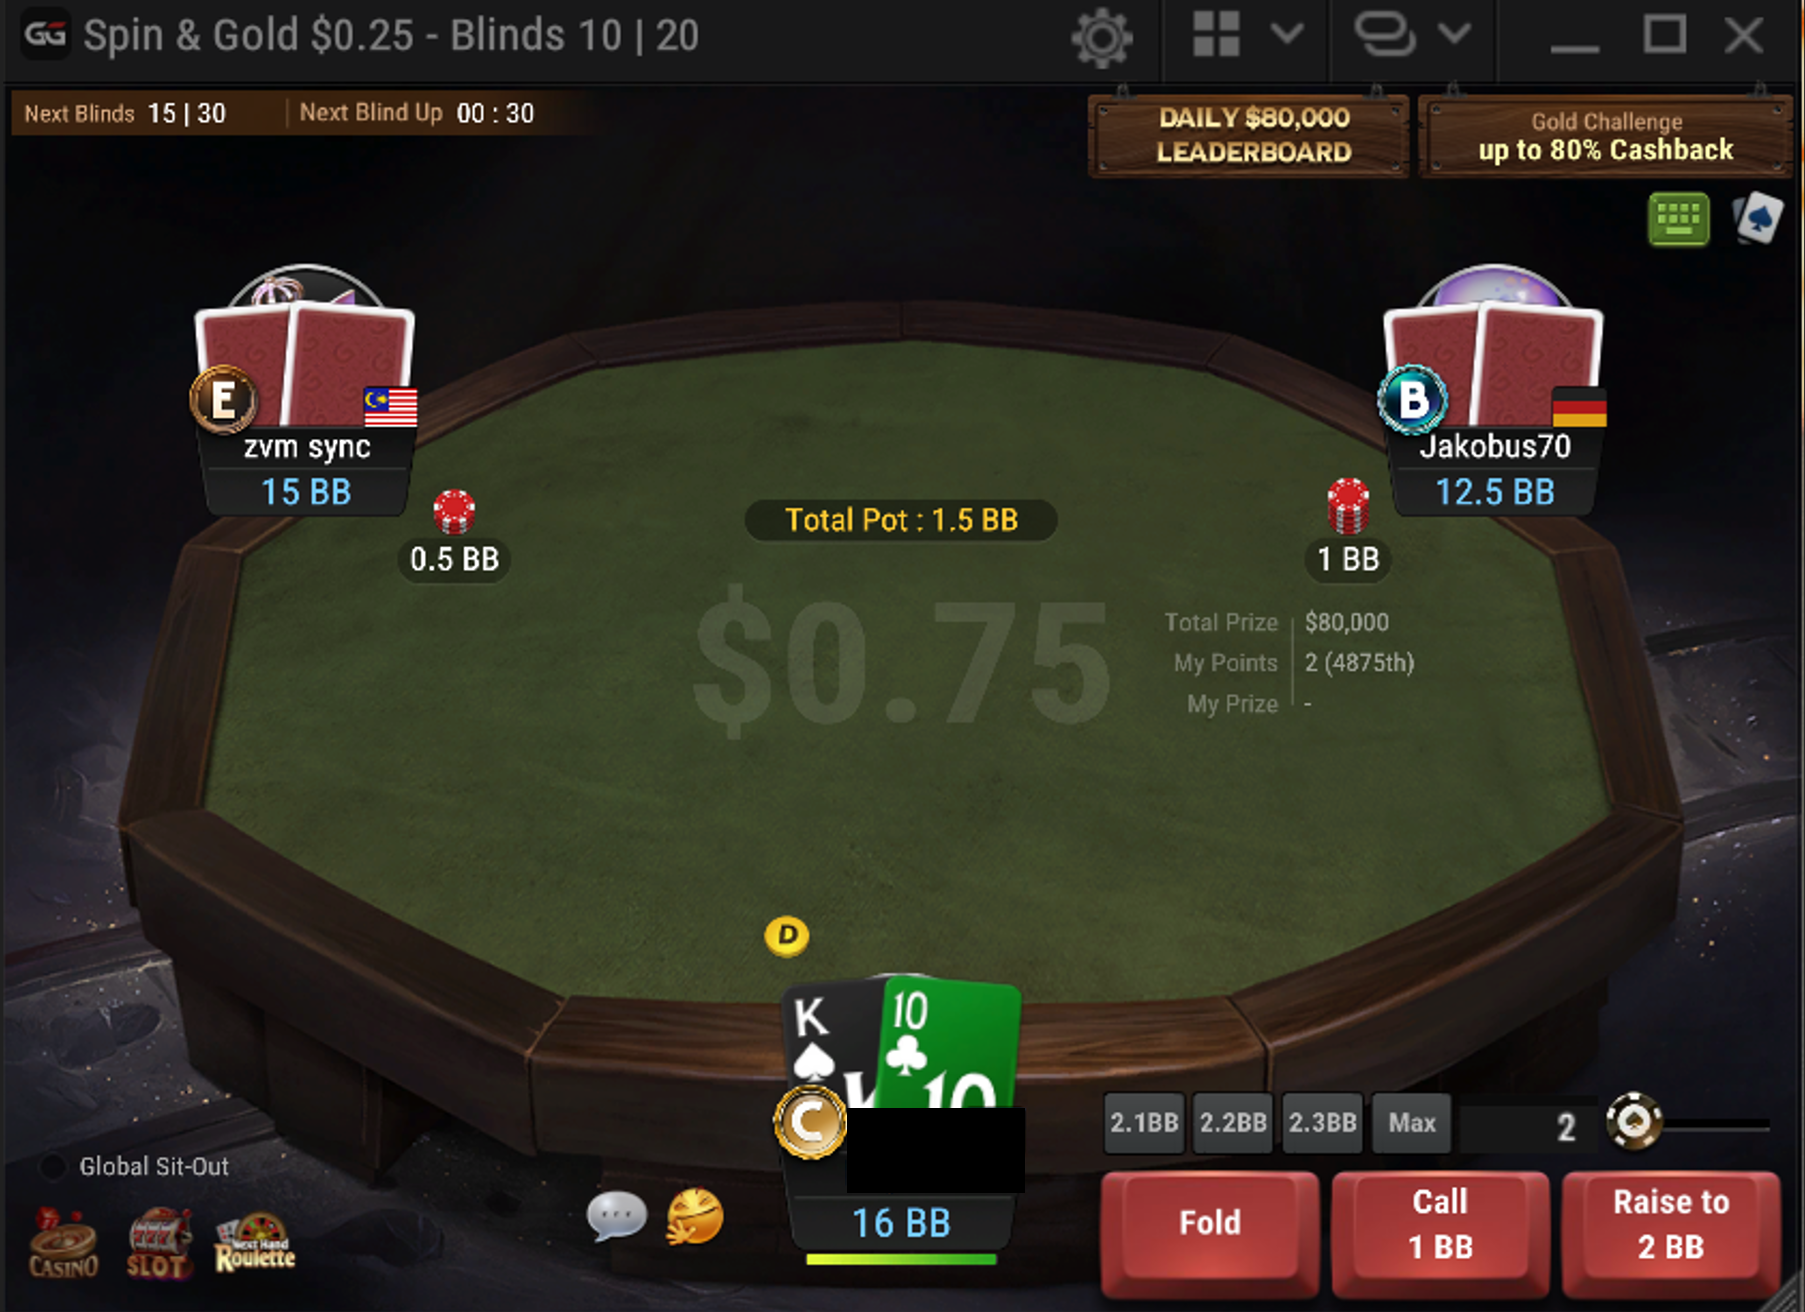 GG Spin & Gold $0.25 - Blinds 10 | 20
Next Blinds 15 | 30 Next Blind Up 00 : 30
DAILY $80,000
LEADERBOARD
Gold Challenge
up to 80% Cashback
E
zvm sync
15 BB
B
Jakobus70
12.5 BB
0.5 BB
Total Pot : 1.5 BB
1 BB
$0.75
Total Prize $80,000
My Points 2 (4875th)
My Prize -
D
K 10
K 10
C
16 BB
2.1BB 2.2BB 2.3BB Max 2
Fold
Call
1 BB
Raise to
2 BB
Global Sit-Out
CASINO
777
SLOT
Next Hand
Roulette